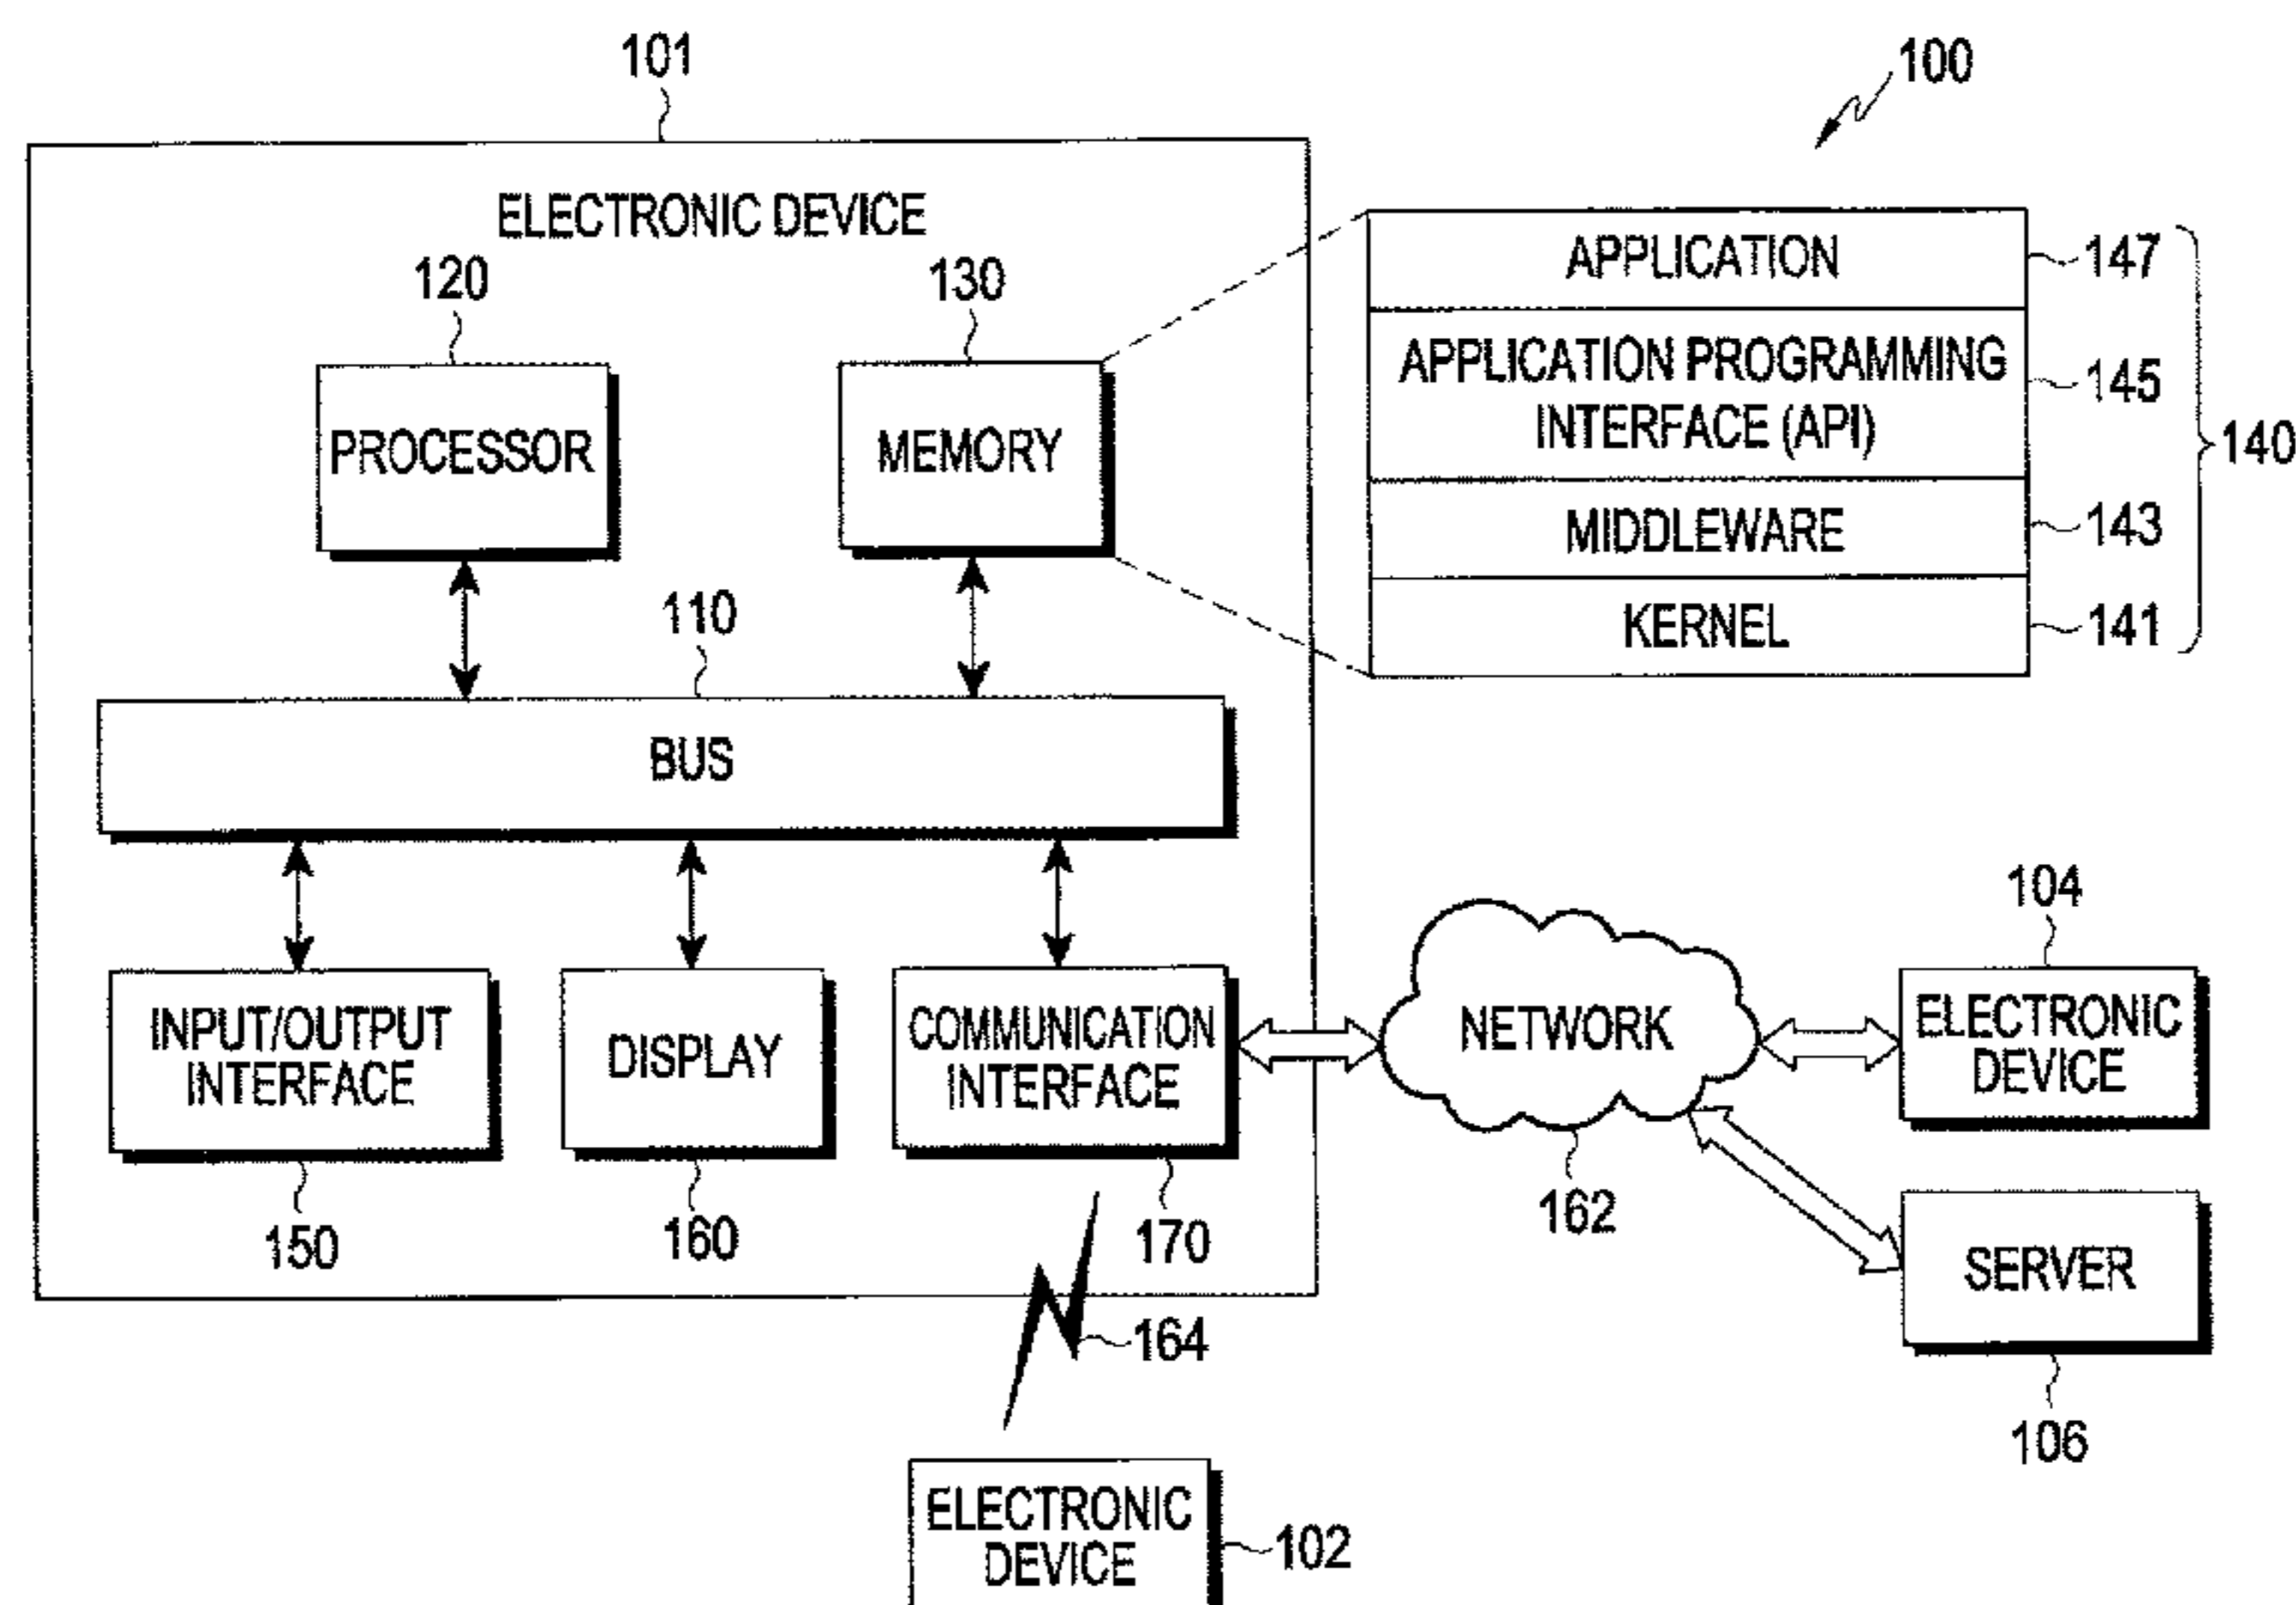 101
100
ELECTRONIC DEVICE
120
130
PROCESSOR
MEMORY
APPLICATION
147
APPLICATION PROGRAMMING
INTERFACE (API)
145
MIDDLEWARE
143
KERNEL
141
140
110
BUS
INPUT/OUTPUT
INTERFACE
150
DISPLAY
160
COMMUNICATION
INTERFACE
170
NETWORK
162
104
ELECTRONIC
DEVICE
SERVER
106
164
ELECTRONIC
DEVICE
102